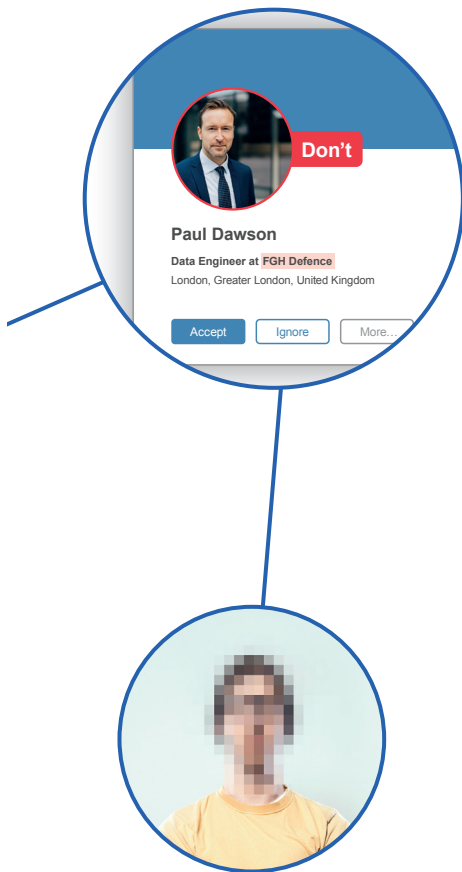 Don’t
Paul Dawson
Data Engineer at FGH Defence
London, Greater London, United Kingdom
Accept
Ignore
More...